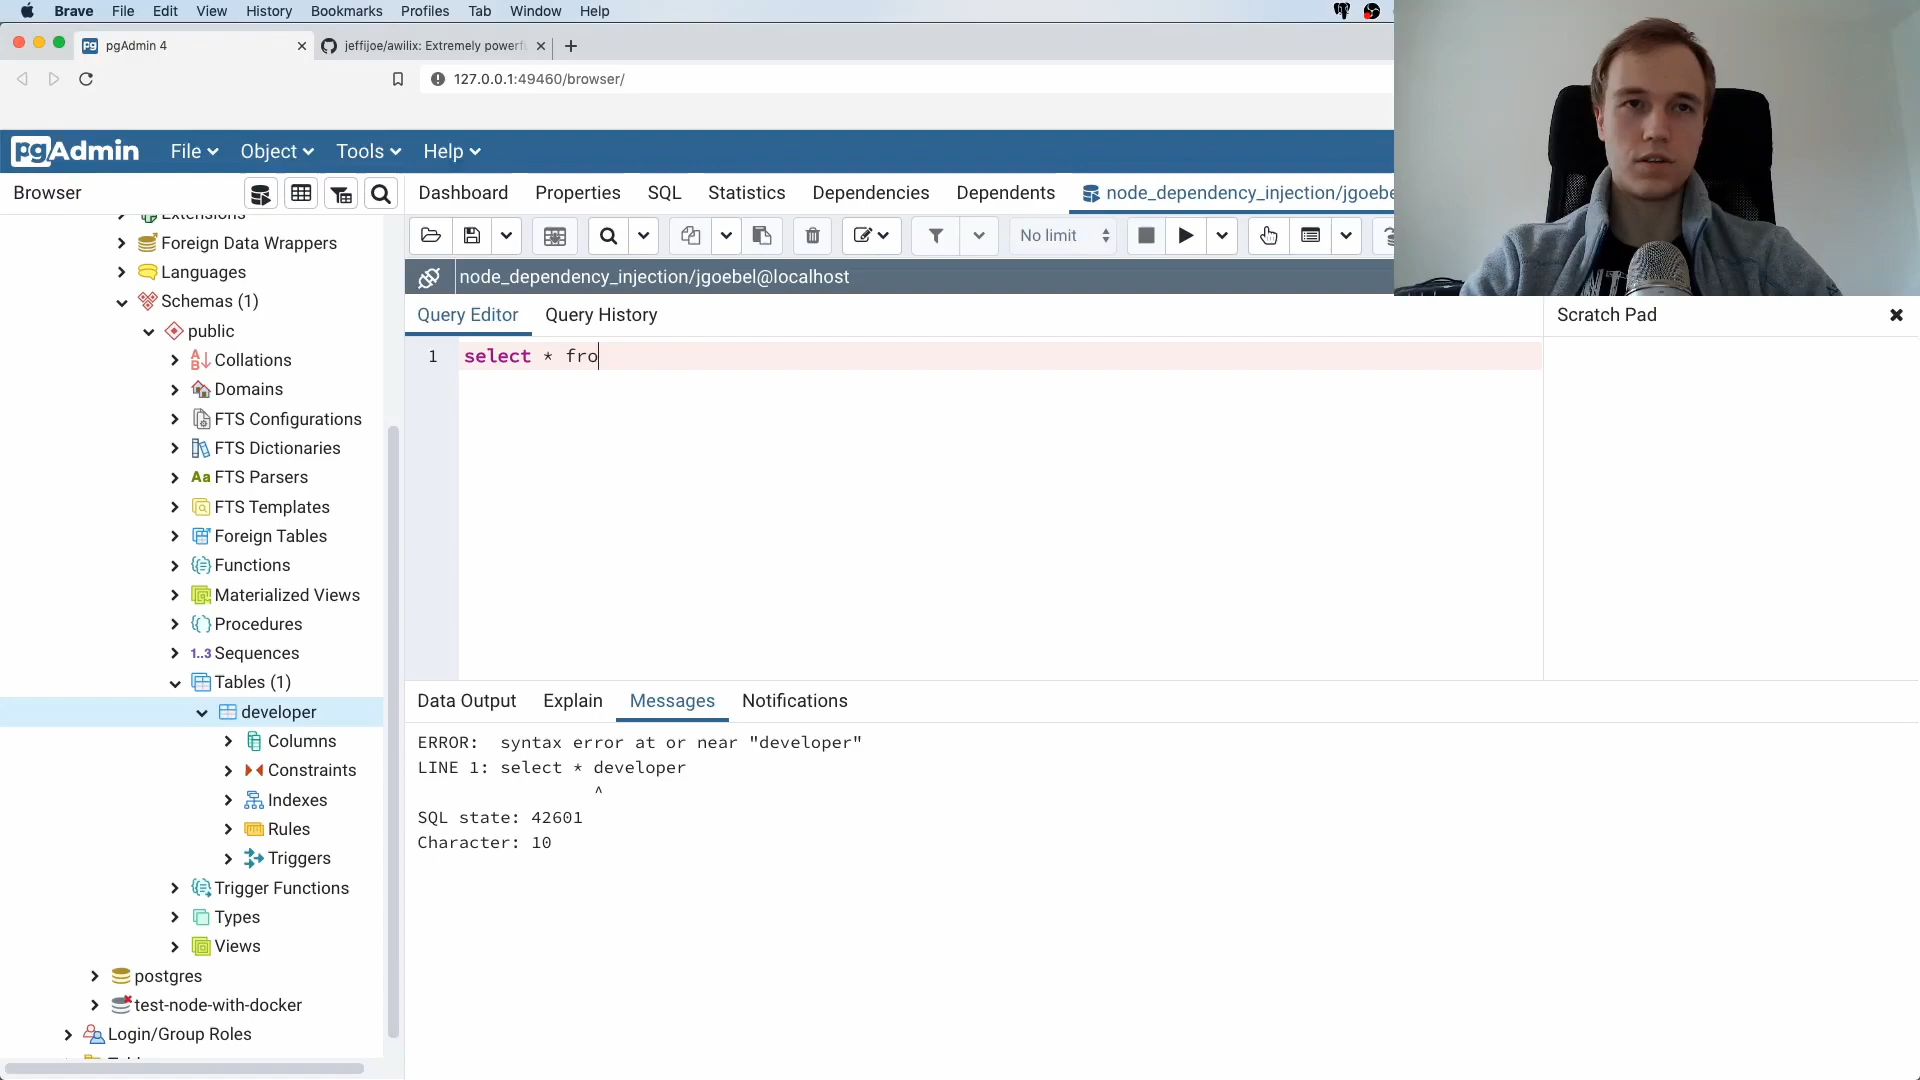 Brave File Edit View History Bookmarks Profiles Tab Window Help
pgAdmin 4
jeffijoe/awilix: Extremely powerf
127.0.0.1:49460/browser/
pgAdmin File Object Tools Help
Browser
Dashboard Properties SQL Statistics Dependencies Dependents node_dependency_injection/jgoebe
No limit
node_dependency_injection/jgoebel@localhost
Query Editor Query History
Scratch Pad
1 select * fro
Extensions
Foreign Data Wrappers
Languages
Schemas (1)
public
Collations
Domains
FTS Configurations
FTS Dictionaries
Aa FTS Parsers
FTS Templates
Foreign Tables
Functions
Materialized Views
Procedures
1..3 Sequences
Tables (1)
developer
Columns
Constraints
Indexes
Rules
Triggers
Trigger Functions
Types
Views
postgres
test-node-with-docker
Login/Group Roles
Data Output Explain Messages Notifications
ERROR: syntax error at or near "developer"
LINE 1: select * developer
^
SQL state: 42601
Character: 10